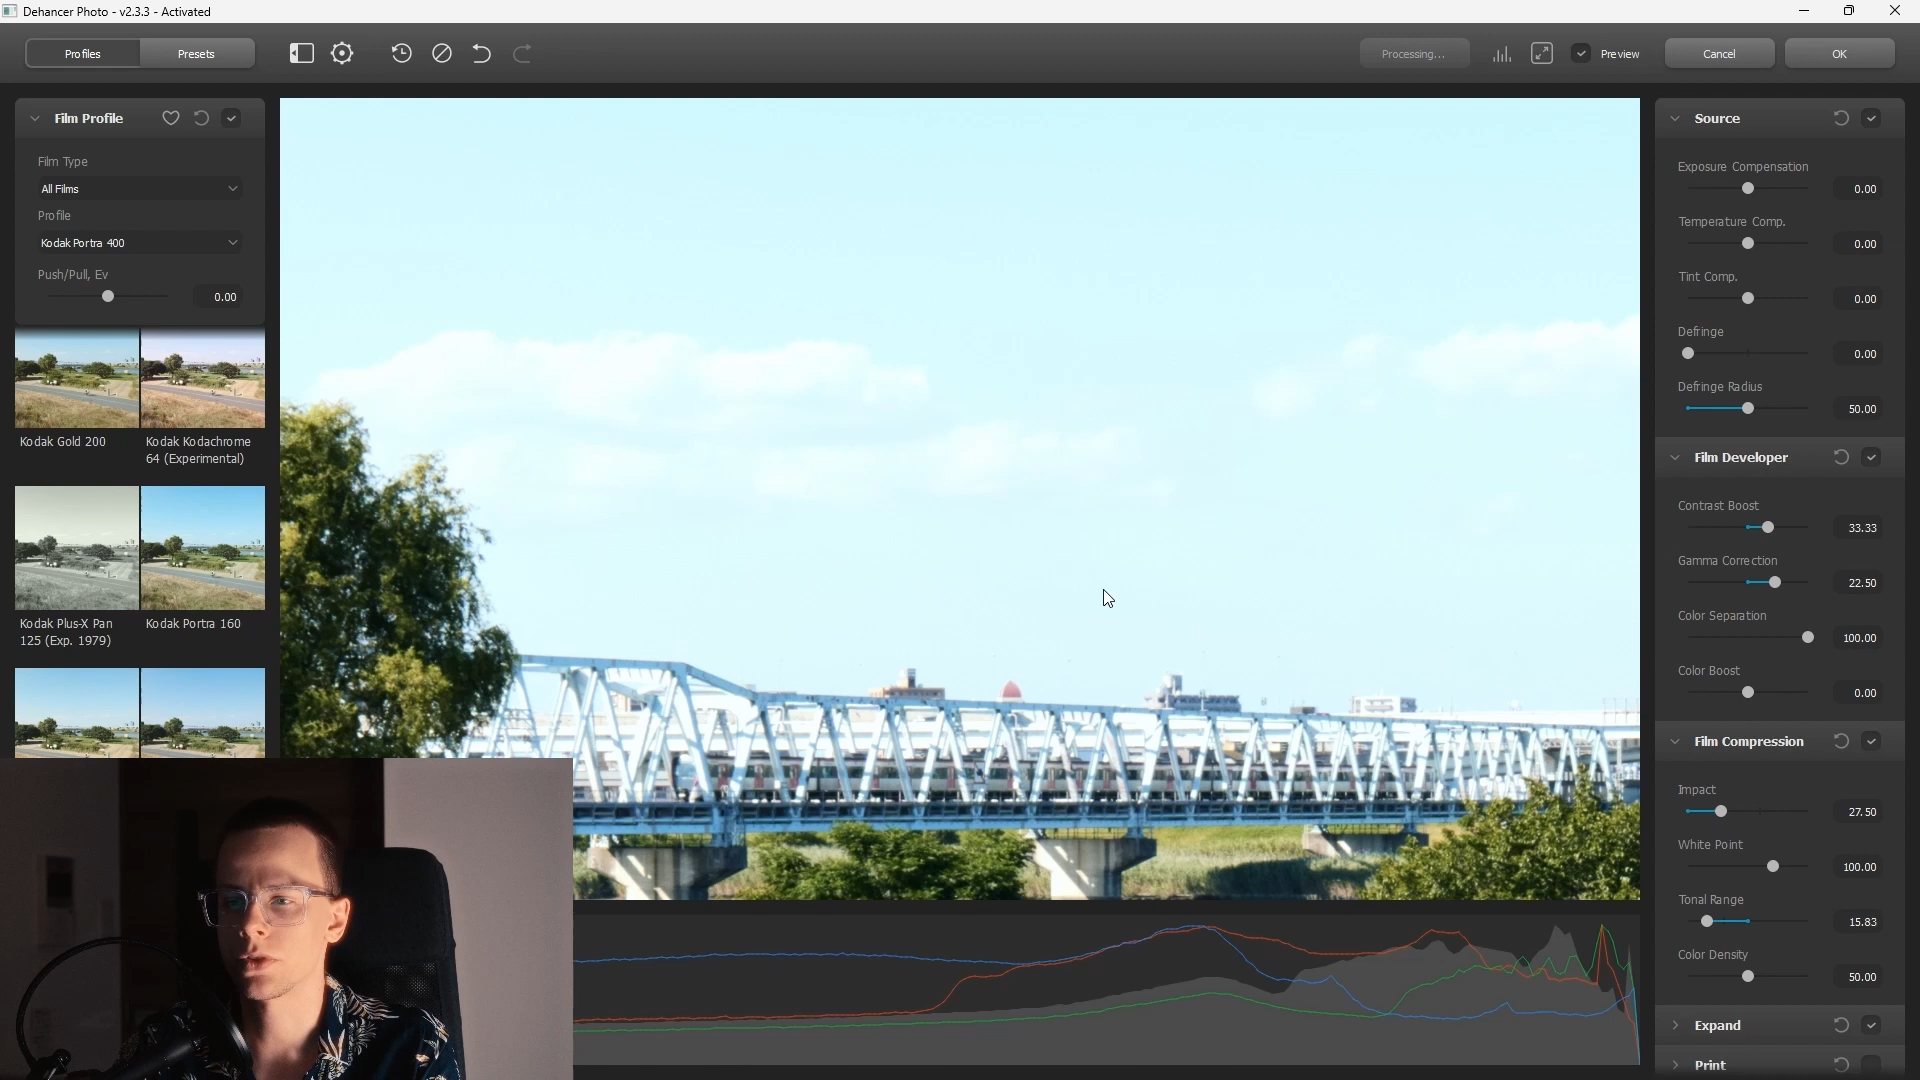 Dehancer Photo - v2.3.3 - Activated
Profiles
Presets
Processing...
Preview
Cancel
OK
Film Profile
Film Type
All Films
Profile
Kodak Portra 400
Push/Pull, Ev
0.00
Kodak Gold 200
Kodak Kodachrome
64 (Experimental)
Kodak Plus-X Pan
125 (Exp. 1979)
Kodak Portra 160
Source
Exposure Compensation
0.00
Temperature Comp.
0.00
Tint Comp.
0.00
Defringe
0.00
Defringe Radius
50.00
Film Developer
Contrast Boost
33.33
Gamma Correction
22.50
Color Separation
100.00
Color Boost
0.00
Film Compression
Impact
27.50
White Point
100.00
Tonal Range
15.83
Color Density
50.00
Expand
Print